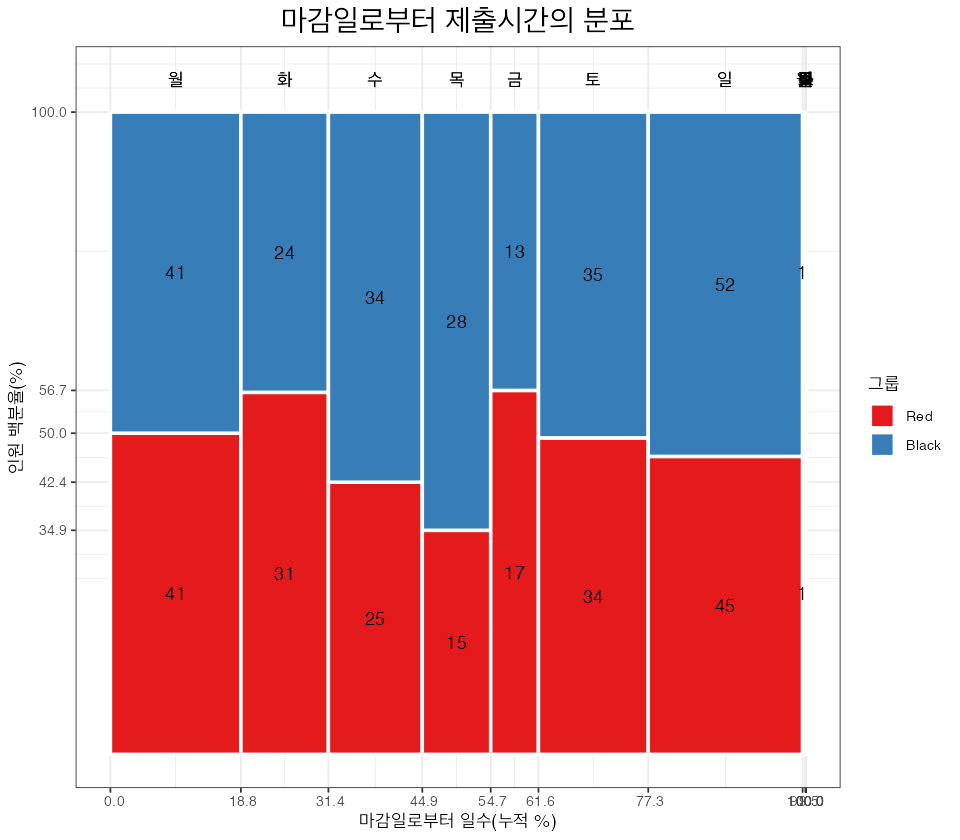 마감일로부터 제출시간의 분포
월 화 수 목 금 토 일
100.0
56.7
50.0
42.4
34.9
인원 백분율(%)
41 24 34 28 13 35 52 1
41 31 25 15 17 34 45 1
그룹
Red
Black
0.0 18.8 31.4 44.9 54.7 61.6 77.3
마감일로부터 일수(누적 %)